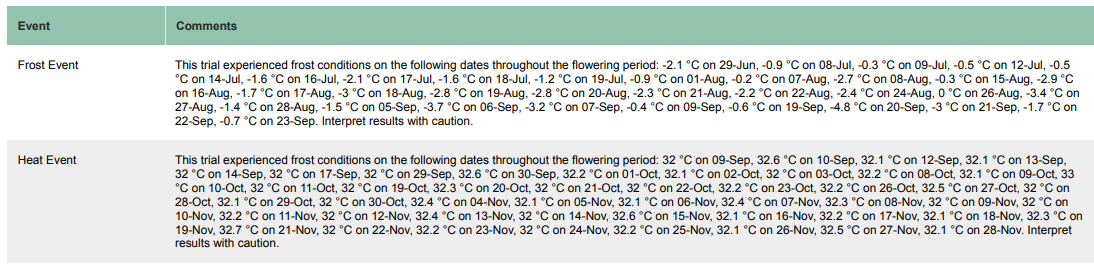 Event Comments
Frost Event This trial experienced frost conditions on the following dates throughout the flowering period: -2.1 °C on 29-Jun, -0.9 °C on 08-Jul, -0.3 °C on 09-Jul, -0.5 °C on 12-Jul, -0.5
°C on 14-Jul, -1.6 °C on 16-Jul, -2.1 °C on 17-Jul, -1.6 °C on 18-Jul, -1.2 °C on 19-Jul, -0.9 °C on 01-Aug, -0.2 °C on 07-Aug, -2.7 °C on 08-Aug, -0.3 °C on 15-Aug, -2.9
°C on 16-Aug, -1.7 °C on 17-Aug, -3 °C on 18-Aug, -2.8 °C on 19-Aug, -2.8 °C on 20-Aug, -2.3 °C on 21-Aug, -2.2 °C on 22-Aug, -2.4 °C on 24-Aug, 0 °C on 26-Aug, -3.4 °C on
27-Aug, -1.4 °C on 28-Aug, -1.5 °C on 05-Sep, -3.7 °C on 06-Sep, -3.2 °C on 07-Sep, -0.4 °C on 09-Sep, -0.6 °C on 19-Sep, -4.8 °C on 20-Sep, -3 °C on 21-Sep, -1.7 °C on
22-Sep, -0.7 °C on 23-Sep. Interpret results with caution.
Heat Event This trial experienced frost conditions on the following dates throughout the flowering period: 32 °C on 09-Sep, 32.6 °C on 10-Sep, 32.1 °C on 12-Sep, 32.1 °C on 13-Sep,
32 °C on 14-Sep, 32 °C on 17-Sep, 32 °C on 29-Sep, 32.6 °C on 30-Sep, 32.2 °C on 01-Oct, 32.1 °C on 02-Oct, 32 °C on 03-Oct, 32.2 °C on 08-Oct, 32.1 °C on 09-Oct, 33
°C on 10-Oct, 32 °C on 11-Oct, 32 °C on 19-Oct, 32.3 °C on 20-Oct, 32 °C on 21-Oct, 32 °C on 22-Oct, 32.2 °C on 23-Oct, 32.2 °C on 26-Oct, 32.5 °C on 27-Oct, 32 °C on
28-Oct, 32.1 °C on 29-Oct, 32 °C on 30-Oct, 32.4 °C on 04-Nov, 32.1 °C on 05-Nov, 32.1 °C on 06-Nov, 32.4 °C on 07-Nov, 32.3 °C on 08-Nov, 32 °C on 09-Nov, 32 °C on
10-Nov, 32.2 °C on 11-Nov, 32 °C on 12-Nov, 32.4 °C on 13-Nov, 32 °C on 14-Nov, 32.6 °C on 15-Nov, 32.1 °C on 16-Nov, 32.2 °C on 17-Nov, 32.1 °C on 18-Nov, 32.3 °C on
19-Nov, 32.7 °C on 21-Nov, 32 °C on 22-Nov, 32.2 °C on 23-Nov, 32 °C on 24-Nov, 32.2 °C on 25-Nov, 32.1 °C on 26-Nov, 32.5 °C on 27-Nov, 32.1 °C on 28-Nov. Interpret
results with caution.